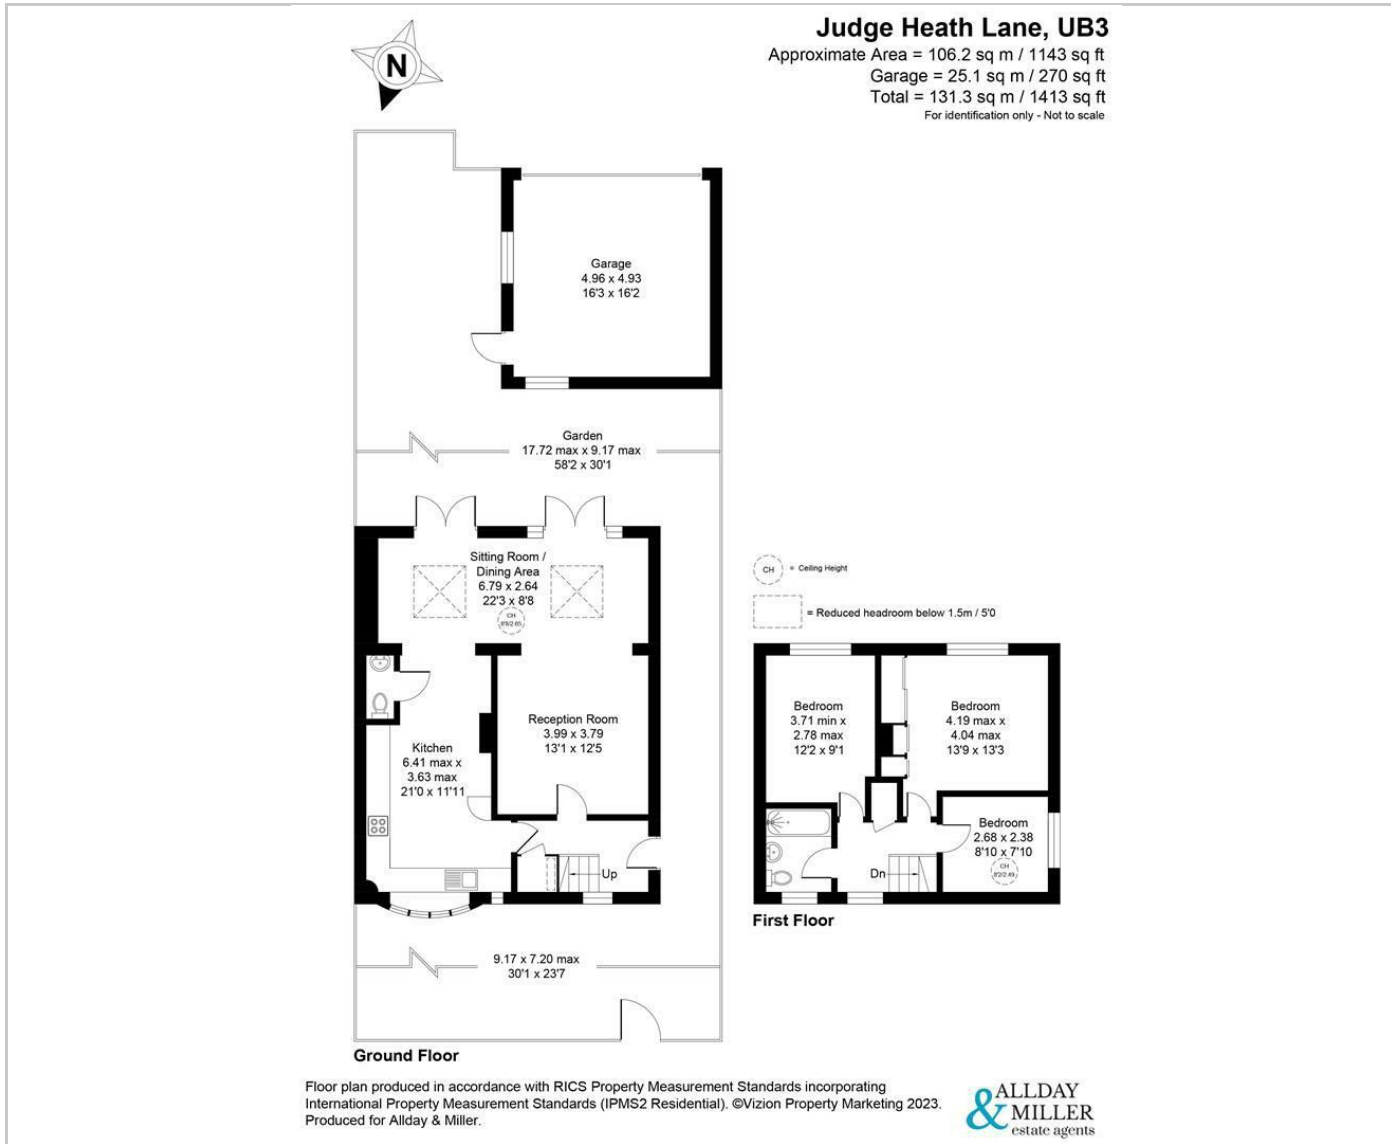 Judge Heath Lane, UB3
Approximate Area = 106.2 sq m / 1143 sq ft
Garage = 25.1 sq m / 270 sq ft
Total = 131.3 sq m / 1413 sq ft
For identification only - Not to scale
N
Garage
4.96 x 4.93
16'3 x 16'2
Garden
17.72 max x 9.17 max
58'2 x 30'1
Sitting Room /
Dining Area
6.79 x 2.64
22'3 x 8'8
CH
Reception Room
3.99 x 3.79
13'1 x 12'5
Kitchen
6.41 max x
3.63 max
21'0 x 11'11
Up
9.17 x 7.20 max
30'1 x 23'7
Ground Floor
CH = Ceiling Height
= Reduced headroom below 1.5m / 5'0
Bedroom
3.71 min x
2.78 max
12'2 x 9'1
Bedroom
4.19 max x
4.04 max
13'9 x 13'3
Bedroom
2.68 x 2.38
8'10 x 7'10
CH
8'2/2.49
Dn
First Floor
Floor plan produced in accordance with RICS Property Measurement Standards incorporating
International Property Measurement Standards (IPMS2 Residential). ©Vizion Property Marketing 2023.
Produced for Allday & Miller.
ALLDAY
& MILLER
estate agents